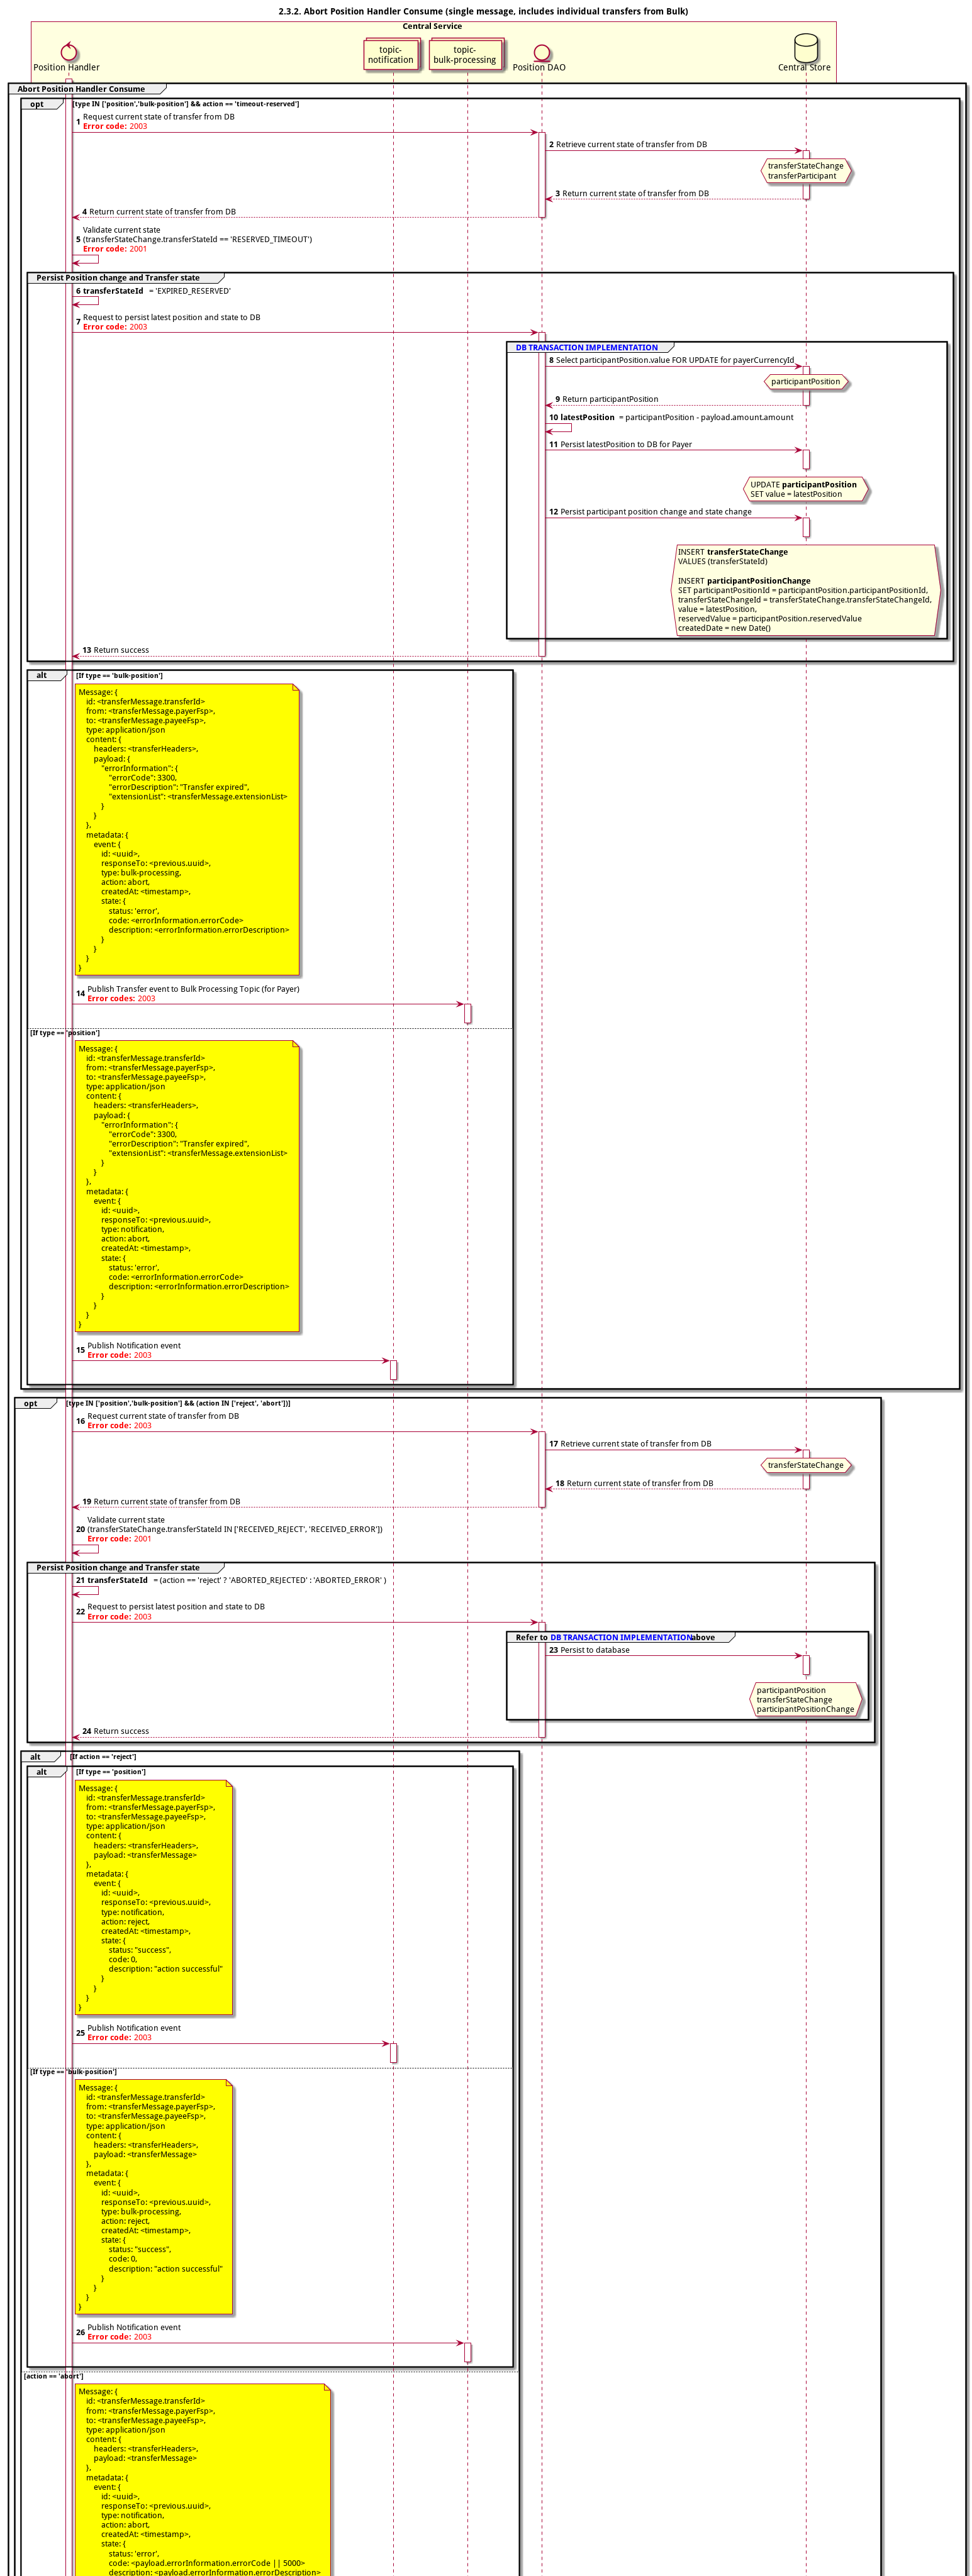 2.3.2. Abort Position Handler Consume (single message, includes individual transfers from Bulk)
Central Service
Position Handler
topic-
notification
topic-
bulk-processing
Position DAO
Central Store
Abort Position Handler Consume
opt [type IN ['position','bulk-position'] && action == 'timeout-reserved']
1 Request current state of transfer from DB
Error code: 2003
2 Retrieve current state of transfer from DB
transferStateChange
transferParticipant
3 Return current state of transfer from DB
4 Return current state of transfer from DB
Validate current state
5 (transferStateChange.transferStateId == 'RESERVED_TIMEOUT')
Error code: 2001
Persist Position change and Transfer state
6 transferStateId = 'EXPIRED_RESERVED'
7 Request to persist latest position and state to DB
Error code: 2003
DB TRANSACTION IMPLEMENTATION
8 Select participantPosition.value FOR UPDATE for payerCurrencyId
participantPosition
9 Return participantPosition
10 latestPosition = participantPosition - payload.amount.amount
11 Persist latestPosition to DB for Payer
UPDATE participantPosition
SET value = latestPosition
12 Persist participant position change and state change
INSERT transferStateChange
VALUES (transferStateId)
INSERT participantPositionChange
SET participantPositionId = participantPosition.participantPositionId,
transferStateChangeId = transferStateChange.transferStateChangeId,
value = latestPosition,
reservedValue = participantPosition.reservedValue
createdDate = new Date()
13 Return success
alt [If type == 'bulk-position']
Message: {
id: <transferMessage.transferId>
from: <transferMessage.payerFsp>,
to: <transferMessage.payeeFsp>,
type: application/json
content: {
headers: <transferHeaders>,
payload: {
"errorInformation": {
"errorCode": 3300,
"errorDescription": "Transfer expired",
"extensionList": <transferMessage.extensionList>
}
}
},
metadata: {
event: {
id: <uuid>,
responseTo: <previous.uuid>,
type: bulk-processing,
action: abort,
createdAt: <timestamp>,
state: {
status: 'error',
code: <errorInformation.errorCode>
description: <errorInformation.errorDescription>
}
}
}
}
14 Publish Transfer event to Bulk Processing Topic (for Payer)
Error codes: 2003
[If type == 'position']
Message: {
id: <transferMessage.transferId>
from: <transferMessage.payerFsp>,
to: <transferMessage.payeeFsp>,
type: application/json
content: {
headers: <transferHeaders>,
payload: {
"errorInformation": {
"errorCode": 3300,
"errorDescription": "Transfer expired",
"extensionList": <transferMessage.extensionList>
}
}
},
metadata: {
event: {
id: <uuid>,
responseTo: <previous.uuid>,
type: notification,
action: abort,
createdAt: <timestamp>,
state: {
status: 'error',
code: <errorInformation.errorCode>
description: <errorInformation.errorDescription>
}
}
}
}
15 Publish Notification event
Error code: 2003
opt [type IN ['position','bulk-position'] && (action IN ['reject', 'abort'])]
16 Request current state of transfer from DB
Error code: 2003
17 Retrieve current state of transfer from DB
transferStateChange
18 Return current state of transfer from DB
19 Return current state of transfer from DB
Validate current state
20 (transferStateChange.transferStateId IN ['RECEIVED_REJECT', 'RECEIVED_ERROR'])
Error code: 2001
Persist Position change and Transfer state
21 transferStateId = (action == 'reject' ? 'ABORTED_REJECTED' : 'ABORTED_ERROR' )
22 Request to persist latest position and state to DB
Error code: 2003
Refer to DB TRANSACTION IMPLEMENTATION above
23 Persist to database
participantPosition
transferStateChange
participantPositionChange
24 Return success
alt [If action == 'reject']
alt [If type == 'position']
Message: {
id: <transferMessage.transferId>
from: <transferMessage.payerFsp>,
to: <transferMessage.payeeFsp>,
type: application/json
content: {
headers: <transferHeaders>,
payload: <transferMessage>
},
metadata: {
event: {
id: <uuid>,
responseTo: <previous.uuid>,
type: notification,
action: reject,
createdAt: <timestamp>,
state: {
status: "success",
code: 0,
description: "action successful"
}
}
}
}
25 Publish Notification event
Error code: 2003
[If type == 'bulk-position']
Message: {
id: <transferMessage.transferId>
from: <transferMessage.payerFsp>,
to: <transferMessage.payeeFsp>,
type: application/json
content: {
headers: <transferHeaders>,
payload: <transferMessage>
},
metadata: {
event: {
id: <uuid>,
responseTo: <previous.uuid>,
type: bulk-processing,
action: reject,
createdAt: <timestamp>,
state: {
status: "success",
code: 0,
description: "action successful"
}
}
}
}
26 Publish Notification event
Error code: 2003
[action == 'abort']
Message: {
id: <transferMessage.transferId>
from: <transferMessage.payerFsp>,
to: <transferMessage.payeeFsp>,
type: application/json
content: {
headers: <transferHeaders>,
payload: <transferMessage>
},
metadata: {
event: {
id: <uuid>,
responseTo: <previous.uuid>,
type: notification,
action: abort,
createdAt: <timestamp>,
state: {
status: 'error',
code: <payload.errorInformation.errorCode || 5000>
description: <payload.errorInformation.errorDescription>